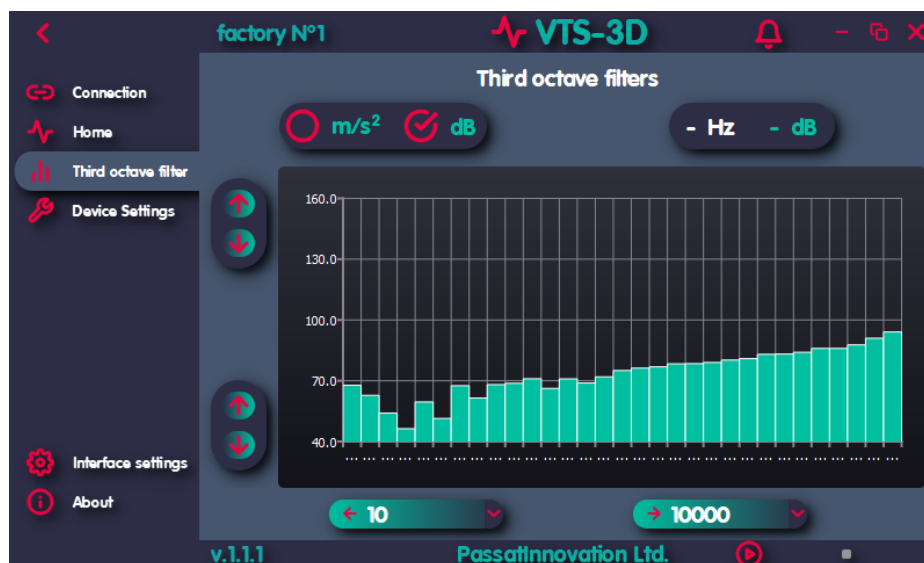 factory №1
VTS-3D
Connection
Home
Third octave filter
Device Settings
Interface settings
About
Third octave filters
m/s² dB
- Hz - dB
160.0
130.0
100.0
70.0
40.0
... ... ... ... ... ... ... ... ... ... ... ... ... ... ... ... ... ... ... ... ... ... ... ... ... ... ... ... ... ... ...
10
10000
v.1.1.1
PassatInnovation Ltd.